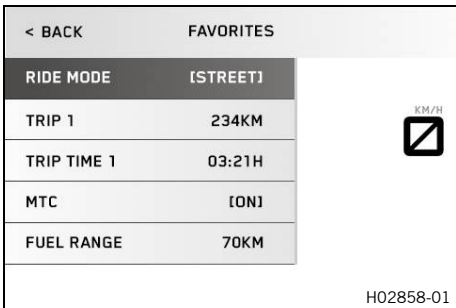 < BACK FAVORITES
RIDE MODE [STREET]
TRIP 1 234KM
TRIP TIME 1 03:21H
MTC [ON]
FUEL RANGE 70KM
KM/H
0
H02858-01